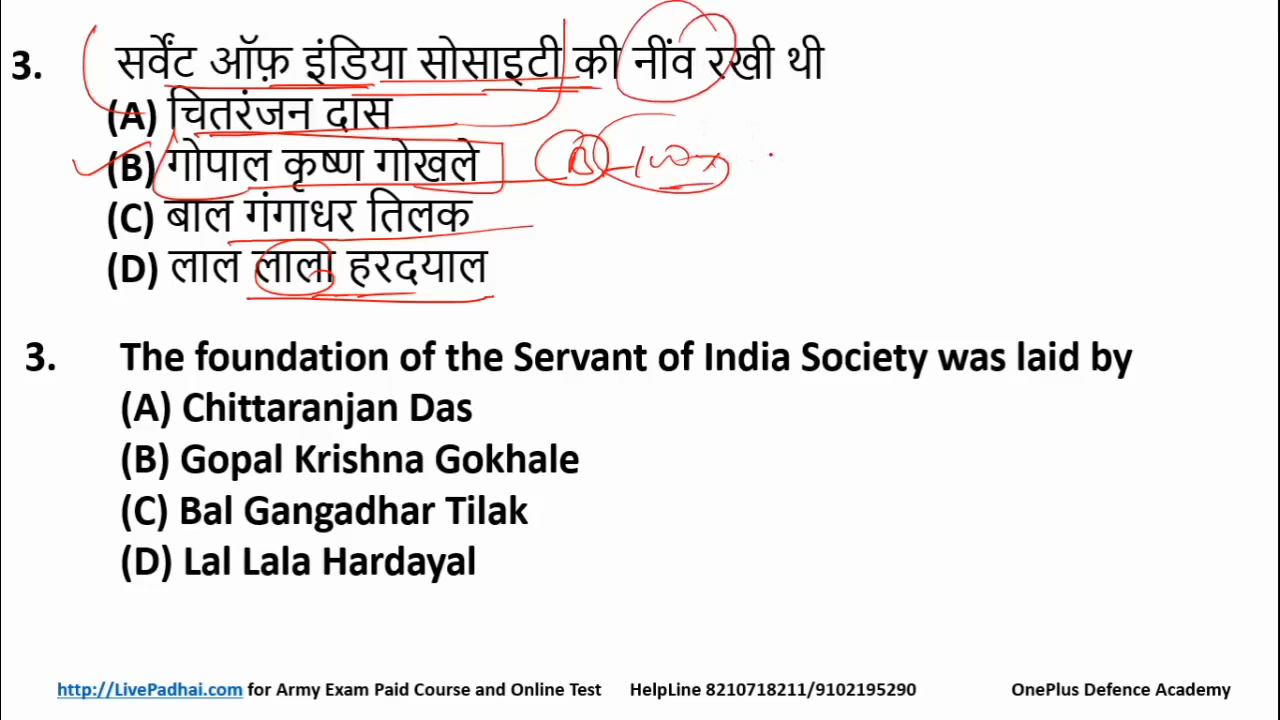 3. सर्वेंट ऑफ़ इंडिया सोसाइटी की नींव रखी थी
(A) चितरंजन दास
(B) गोपाल कृष्ण गोखले B
(C) बाल गंगाधर तिलक
(D) लाल लाला हरदयाल
3. The foundation of the Servant of India Society was laid by
(A) Chittaranjan Das
(B) Gopal Krishna Gokhale
(C) Bal Gangadhar Tilak
(D) Lal Lala Hardayal
http://LivePadhai.com for Army Exam Paid Course and Online Test HelpLine 8210718211/9102195290 OnePlus Defence Academy